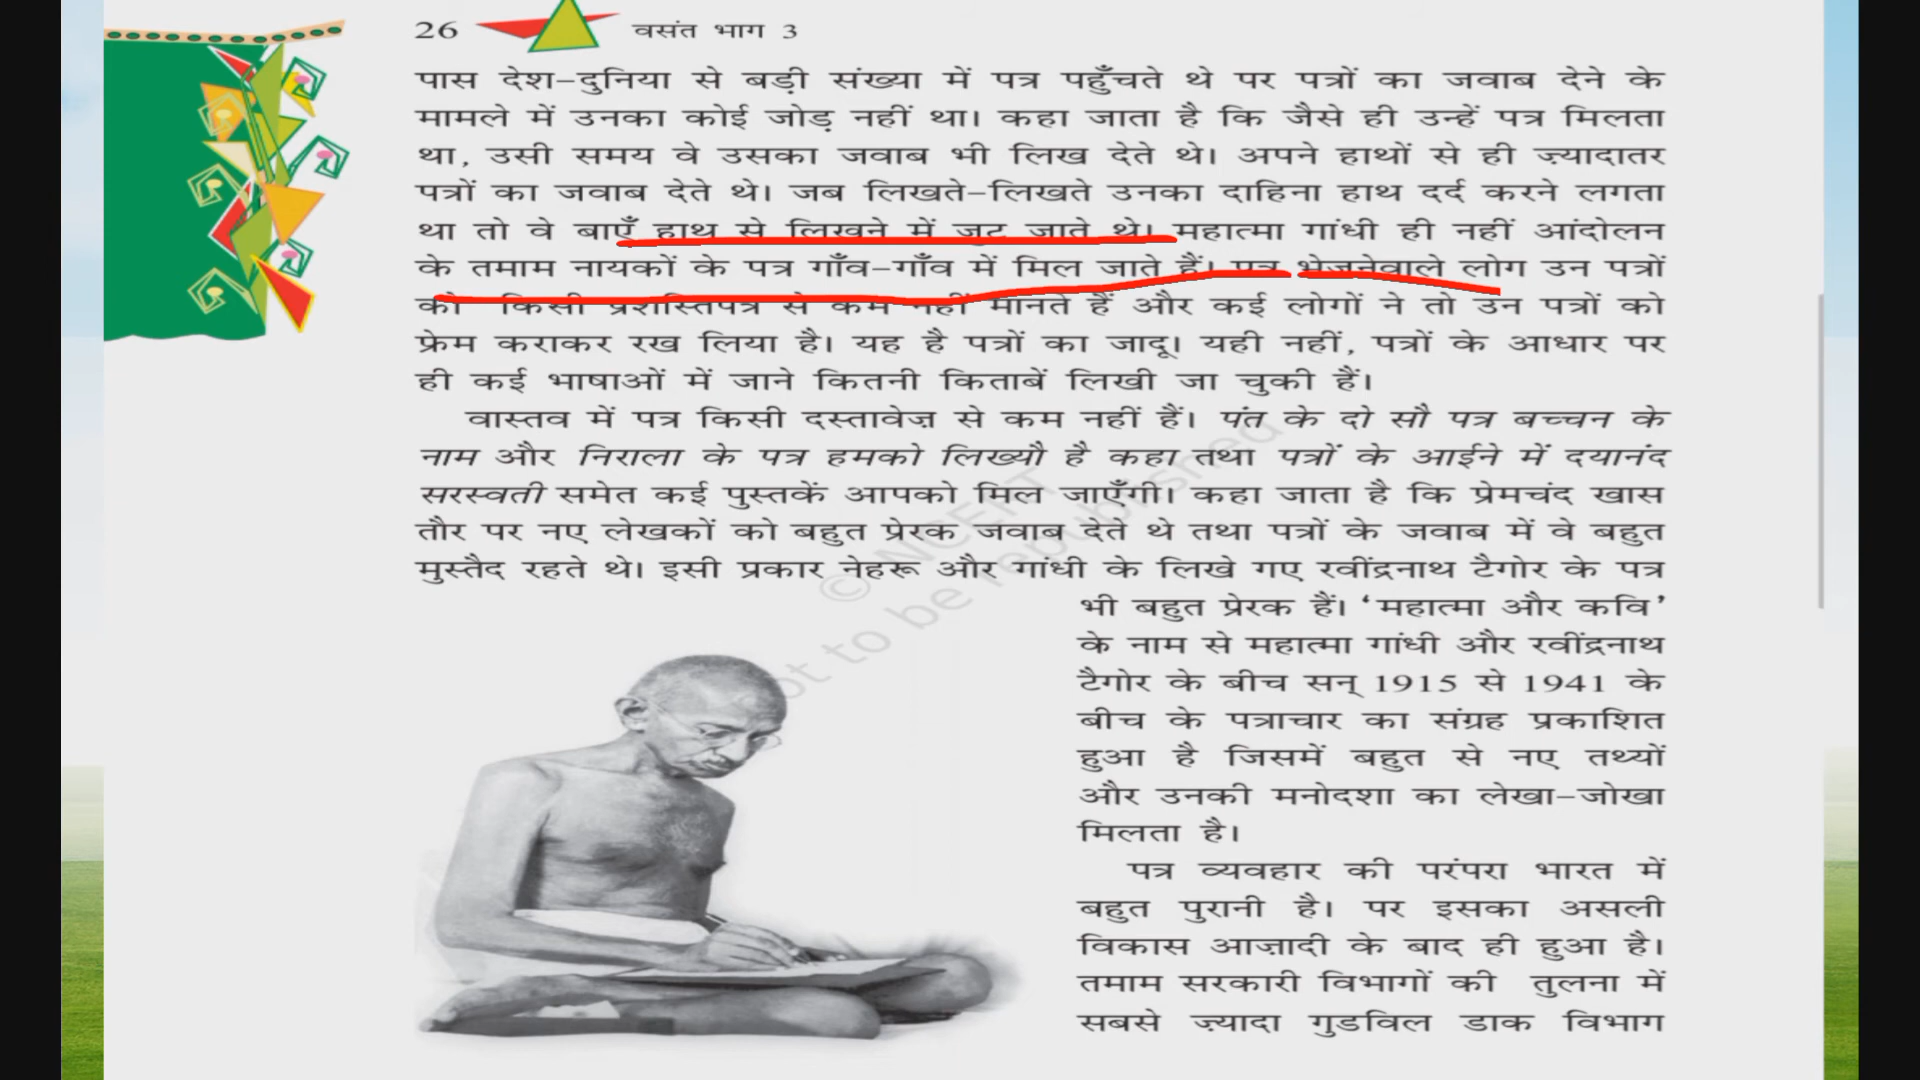 26 वसंत भाग 3
पास देश-दुनिया से बड़ी संख्या में पत्र पहुँचते थे पर पत्रों का जवाब देने के
मामले में उनका कोई जोड़ नहीं था। कहा जाता है कि जैसे ही उन्हें पत्र मिलता
था, उसी समय वे उसका जवाब भी लिख देते थे। अपने हाथों से ही ज़्यादातर
पत्रों का जवाब देते थे। जब लिखते-लिखते उनका दाहिना हाथ दर्द करने लगता
था तो वे बाएँ हाथ से लिखने में जुट जाते थे। महात्मा गांधी ही नहीं आंदोलन
के तमाम नायकों के पत्र गाँव-गाँव में मिल जाते हैं। पत्र भेजनेवाले लोग उन पत्रों
को किसी प्रशस्तिपत्र से कम नहीं मानते हैं और कई लोगों ने तो उन पत्रों को
फ्रेम कराकर रख लिया है। यह है पत्रों का जादू। यही नहीं, पत्रों के आधार पर
ही कई भाषाओं में जाने कितनी किताबें लिखी जा चुकी हैं।
वास्तव में पत्र किसी दस्तावेज़ से कम नहीं हैं। पंत के दो सौ पत्र बच्चन के
नाम और निराला के पत्र हमको लिख्यौ है कहा तथा पत्रों के आईने में दयानंद
सरस्वती समेत कई पुस्तकें आपको मिल जाएँगी। कहा जाता है कि प्रेमचंद खास
तौर पर नए लेखकों को बहुत प्रेरक जवाब देते थे तथा पत्रों के जवाब में वे बहुत
मुस्तैद रहते थे। इसी प्रकार नेहरू और गांधी के लिखे गए रवींद्रनाथ टैगोर के पत्र
भी बहुत प्रेरक हैं। ‘महात्मा और कवि’
के नाम से महात्मा गांधी और रवींद्रनाथ
टैगोर के बीच सन् 1915 से 1941 के
बीच के पत्राचार का संग्रह प्रकाशित
हुआ है जिसमें बहुत से नए तथ्यों
और उनकी मनोदशा का लेखा-जोखा
मिलता है।
पत्र व्यवहार की परंपरा भारत में
बहुत पुरानी है। पर इसका असली
विकास आज़ादी के बाद ही हुआ है।
तमाम सरकारी विभागों की तुलना में
सबसे ज़्यादा गुडविल डाक विभाग
© NCERT
not to be republished